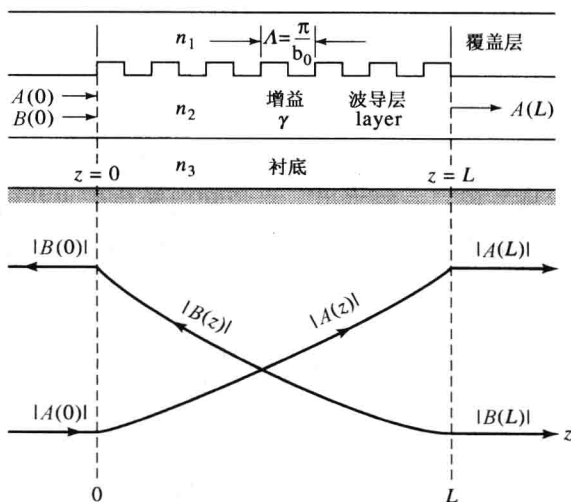 n₁
Λ = π/b₀
覆盖层
A(0)
B(0)
n₂
增益
γ
波导层
layer
A(L)
n₃
衬底
z = 0
z = L
|B(0)|
|A(L)|
|B(z)|
|A(z)|
|A(0)|
|B(L)|
z
0
L